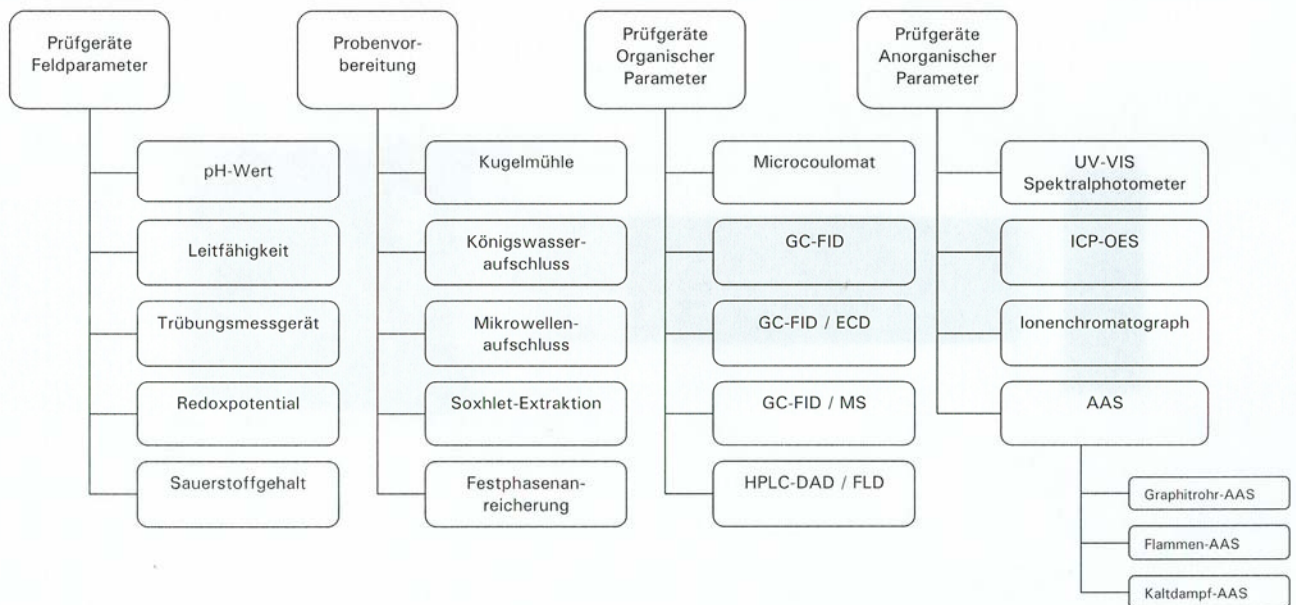 Prüfgeräte
Feldparameter
pH-Wert
Leitfähigkeit
Trübungsmessgerät
Redoxpotential
Sauerstoffgehalt
Probenvor-
bereitung
Kugelmühle
Königswasser-
aufschluss
Mikrowellen-
aufschluss
Soxhlet-Extraktion
Festphasenan-
reicherung
Prüfgeräte
Organischer
Parameter
Microcoulomat
GC-FID
GC-FID / ECD
GC-FID / MS
HPLC-DAD / FLD
Prüfgeräte
Anorganischer
Parameter
UV-VIS
Spektralphotometer
ICP-OES
Ionenchromatograph
AAS
Graphitrohr-AAS
Flammen-AAS
Kaltdampf-AAS